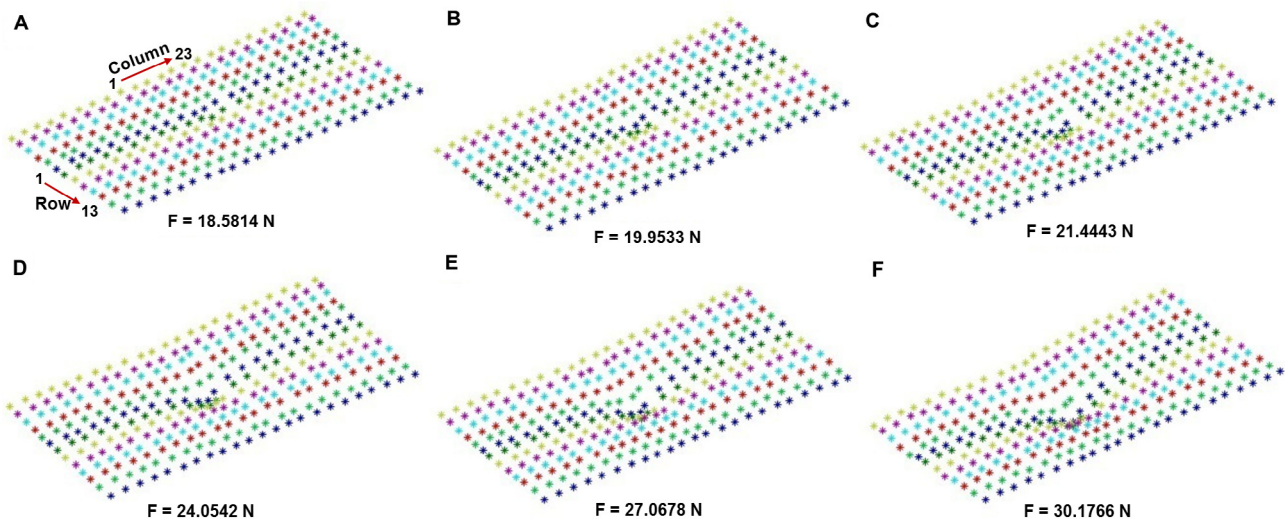 A
Column
1
23
1
Row
13
F = 18.5814 N
B
F = 19.9533 N
C
F = 21.4443 N
D
F = 24.0542 N
E
F = 27.0678 N
F
F = 30.1766 N